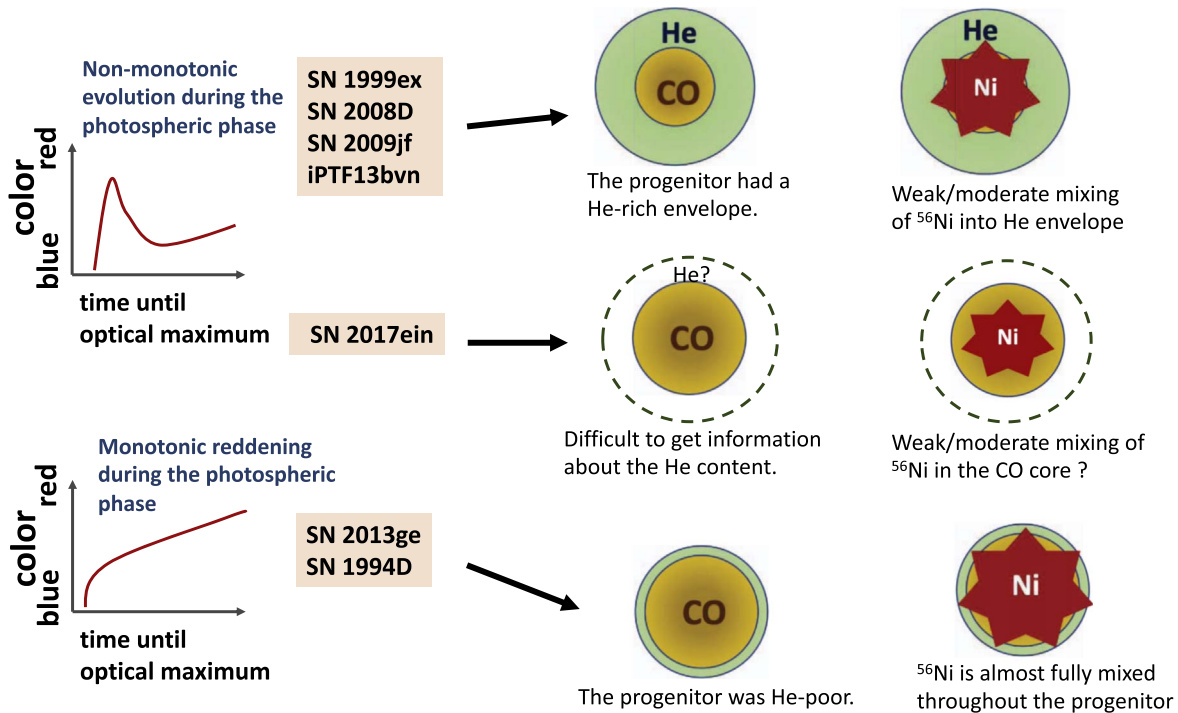 Non-monotonic
evolution during the
photospheric phase
red
color
blue
time until
optical maximum
SN 1999ex
SN 2008D
SN 2009jf
iPTF13bvn
He
CO
The progenitor had a
He-rich envelope.
He
Ni
Weak/moderate mixing
of ⁵⁶Ni into He envelope
SN 2017ein
He?
CO
Difficult to get information
about the He content.
Ni
Weak/moderate mixing of
⁵⁶Ni in the CO core ?
Monotonic reddening
during the photospheric
phase
red
color
blue
time until
optical maximum
SN 2013ge
SN 1994D
CO
The progenitor was He-poor.
Ni
⁵⁶Ni is almost fully mixed
throughout the progenitor